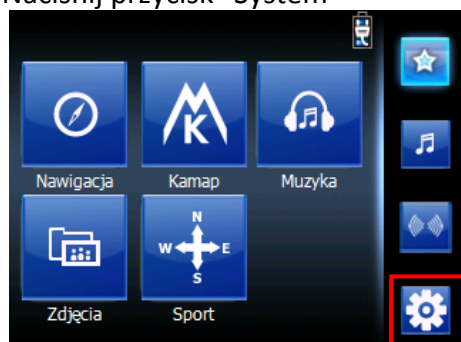 Naciśnij przycisk "System"
Nawigacja Kamap Muzyka
N
W E
S
Zdjęcia Sport